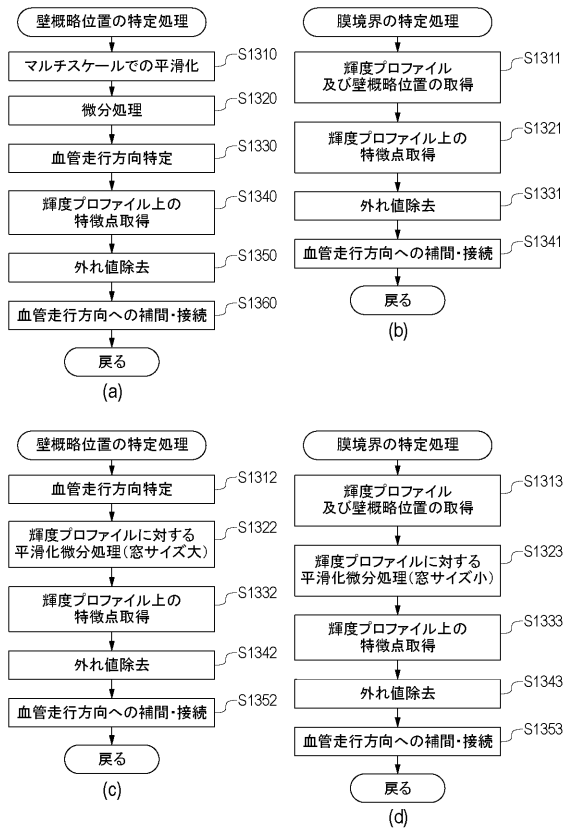 壁概略位置の特定処理
マルチスケールでの平滑化
S1310
微分処理
S1320
血管走行方向特定
S1330
輝度プロファイル上の
特徴点取得
S1340
外れ値除去
S1350
血管走行方向への補間・接続
S1360
戻る
(a)
膜境界の特定処理
輝度プロファイル
及び壁概略位置の取得
S1311
輝度プロファイル上の
特徴点取得
S1321
外れ値除去
S1331
血管走行方向への補間・接続
S1341
戻る
(b)
壁概略位置の特定処理
血管走行方向特定
S1312
輝度プロファイルに対する
平滑化微分処理(窓サイズ大)
S1322
輝度プロファイル上の
特徴点取得
S1332
外れ値除去
S1342
血管走行方向への補間・接続
S1352
戻る
(c)
膜境界の特定処理
輝度プロファイル
及び壁概略位置の取得
S1313
輝度プロファイルに対する
平滑化微分処理(窓サイズ小)
S1323
輝度プロファイル上の
特徴点取得
S1333
外れ値除去
S1343
血管走行方向への補間・接続
S1353
戻る
(d)